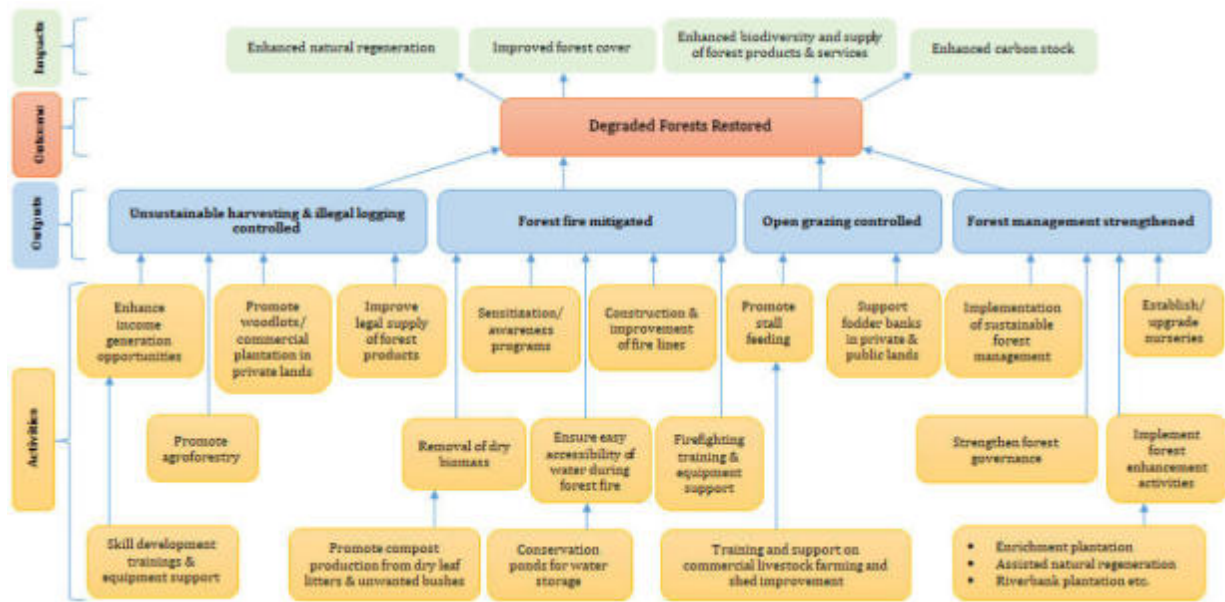 Impacts
Enhanced natural regeneration
Improved forest cover
Enhanced biodiversity and supply
of forest products & services
Enhanced carbon stock
Outcome
Degraded Forests Restored
Outputs
Unsustainable harvesting & illegal logging
controlled
Forest fire mitigated
Open grazing controlled
Forest management strengthened
Activities
Enhance
income
generation
opportunities
Promote
woodlots/
commercial
plantation in
private lands
Improve
legal supply
of forest
products
Sensitization/
awareness
programs
Construction &
improvement
of fire lines
Promote
stall
feeding
Support
fodder banks
in private &
public lands
Implementation
of sustainable
forest
management
Establish/
upgrade
nurseries
Promote
agroforestry
Removal of dry
biomass
Ensure easy
accessibility of
water during
forest fire
Firefighting
training &
equipment
support
Strengthen forest
governance
Implement
forest
enhancement
activities
Skill development
trainings &
equipment support
Promote compost
production from dry leaf
litters & unwanted bushes
Conservation
ponds for water
storage
Training and support on
commercial livestock farming and
shed improvement
• Enrichment plantation
• Assisted natural regeneration
• Riverbank plantation etc.